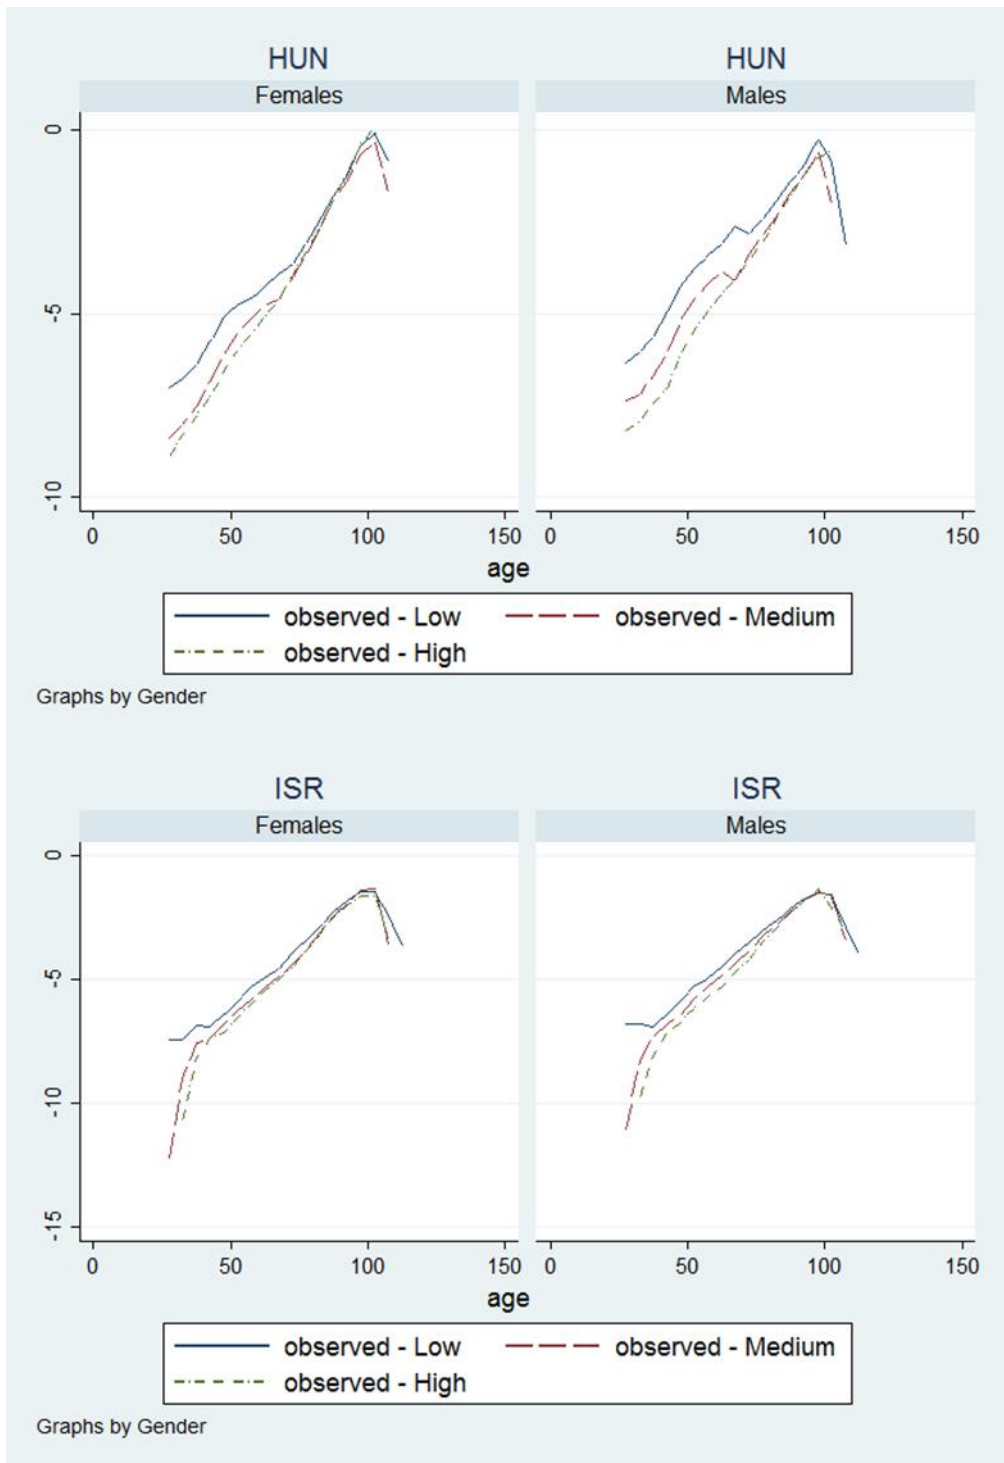 HUN HUN
Females Males
0
-5
-10
0 50 100 150 0 50 100 150
age
observed - Low observed - Medium
observed - High
Graphs by Gender
ISR ISR
Females Males
0
-5
-10
-15
0 50 100 150 0 50 100 150
age
observed - Low observed - Medium
observed - High
Graphs by Gender